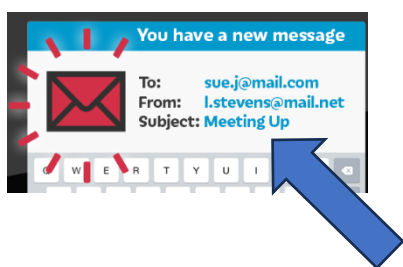 You have a new message
To: sue.j@mail.com
From: l.stevens@mail.net
Subject: Meeting Up
Q W E R T Y U I